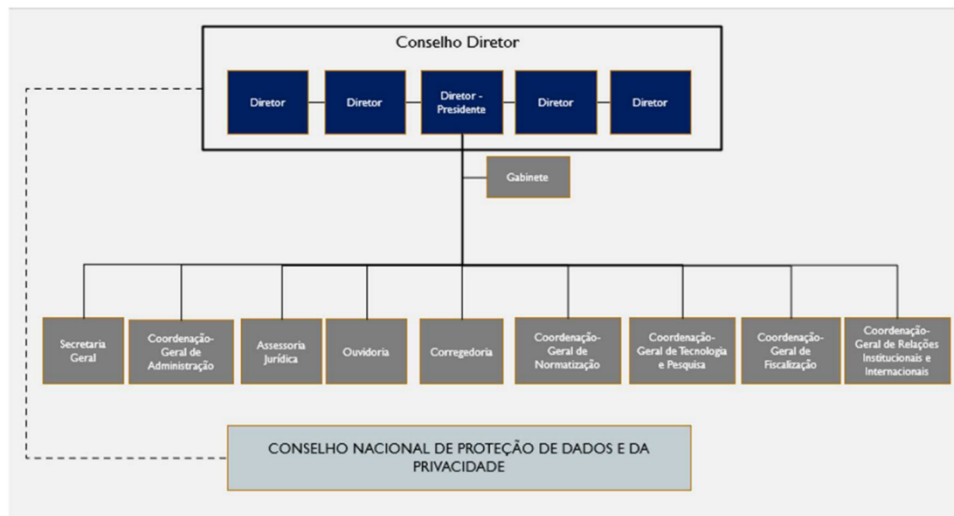 Conselho Diretor
Diretor
Diretor
Diretor -
Presidente
Diretor
Diretor
Gabinete
Secretaria
Geral
Coordenação-
Geral de
Administração
Assessoria
Jurídica
Ouvidoria
Corregedoria
Coordenação-
Geral de
Normatização
Coordenação-
Geral de Tecnologia
e Pesquisa
Coordenação-
Geral de
Fiscalização
Coordenação-
Geral de Relações
Institucionais e
Internacionais
CONSELHO NACIONAL DE PROTEÇÃO DE DADOS E DA
PRIVACIDADE